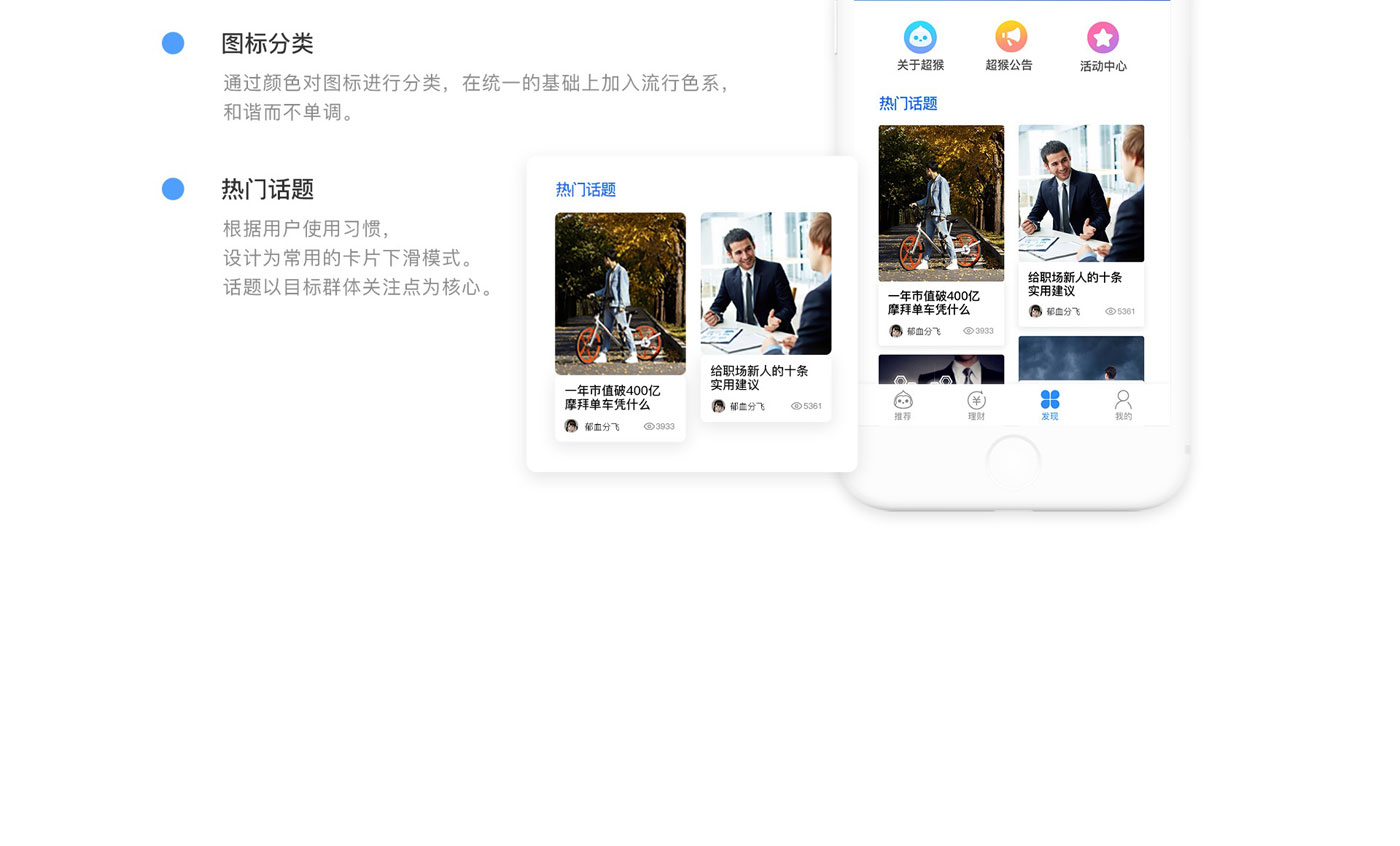 图标分类
通过颜色对图标进行分类，在统一的基础上加入流行色系，
和谐而不单调。
热门话题
根据用户使用习惯，
设计为常用的卡片下滑模式。
话题以目标群体关注点为核心。
热门话题
一年市值破400亿
摩拜单车凭什么
郁血分飞 3933
给职场新人的十条
实用建议
郁血分飞 5361
关于超猴 超猴公告 活动中心
热门话题
一年市值破400亿
摩拜单车凭什么
郁血分飞 3933
给职场新人的十条
实用建议
郁血分飞 5361
推荐 理财 发现 我的